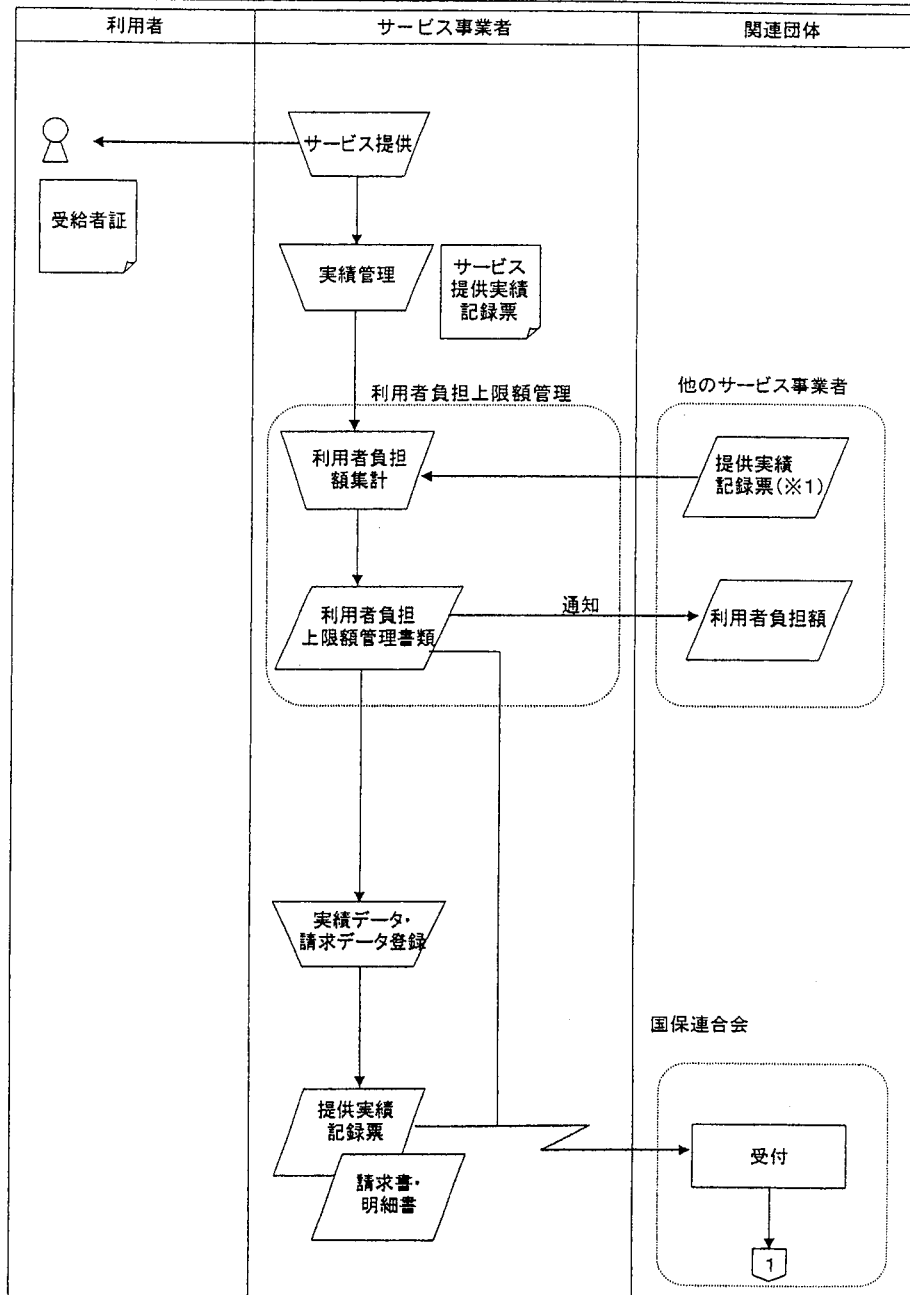 利用者
サービス事業者
関連団体
サービス提供
受給者証
実績管理
サービス
提供実績
記録票
利用者負担上限額管理
他のサービス事業者
利用者負担
額集計
提供実績
記録票(※1)
利用者負担
上限額管理書類
通知
利用者負担額
実績データ・
請求データ登録
国保連合会
提供実績
記録票
請求書・
明細書
受付
1